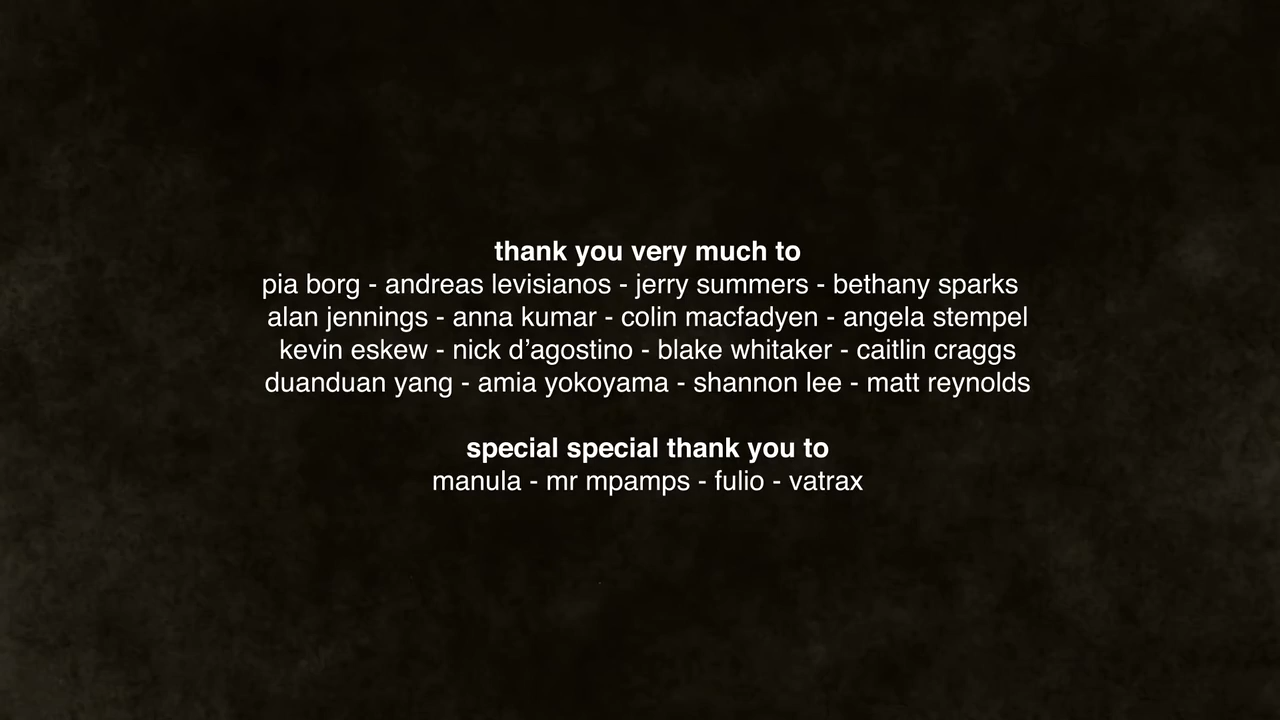 thank you very much to
pia borg - andreas levisianos - jerry summers - bethany sparks
alan jennings - anna kumar - colin macfadyen - angela stempel
kevin eskew - nick d’agostino - blake whitaker - caitlin craggs
duanduan yang - amia yokoyama - shannon lee - matt reynolds
special special thank you to
manula - mr mpamps - fulio - vatrax